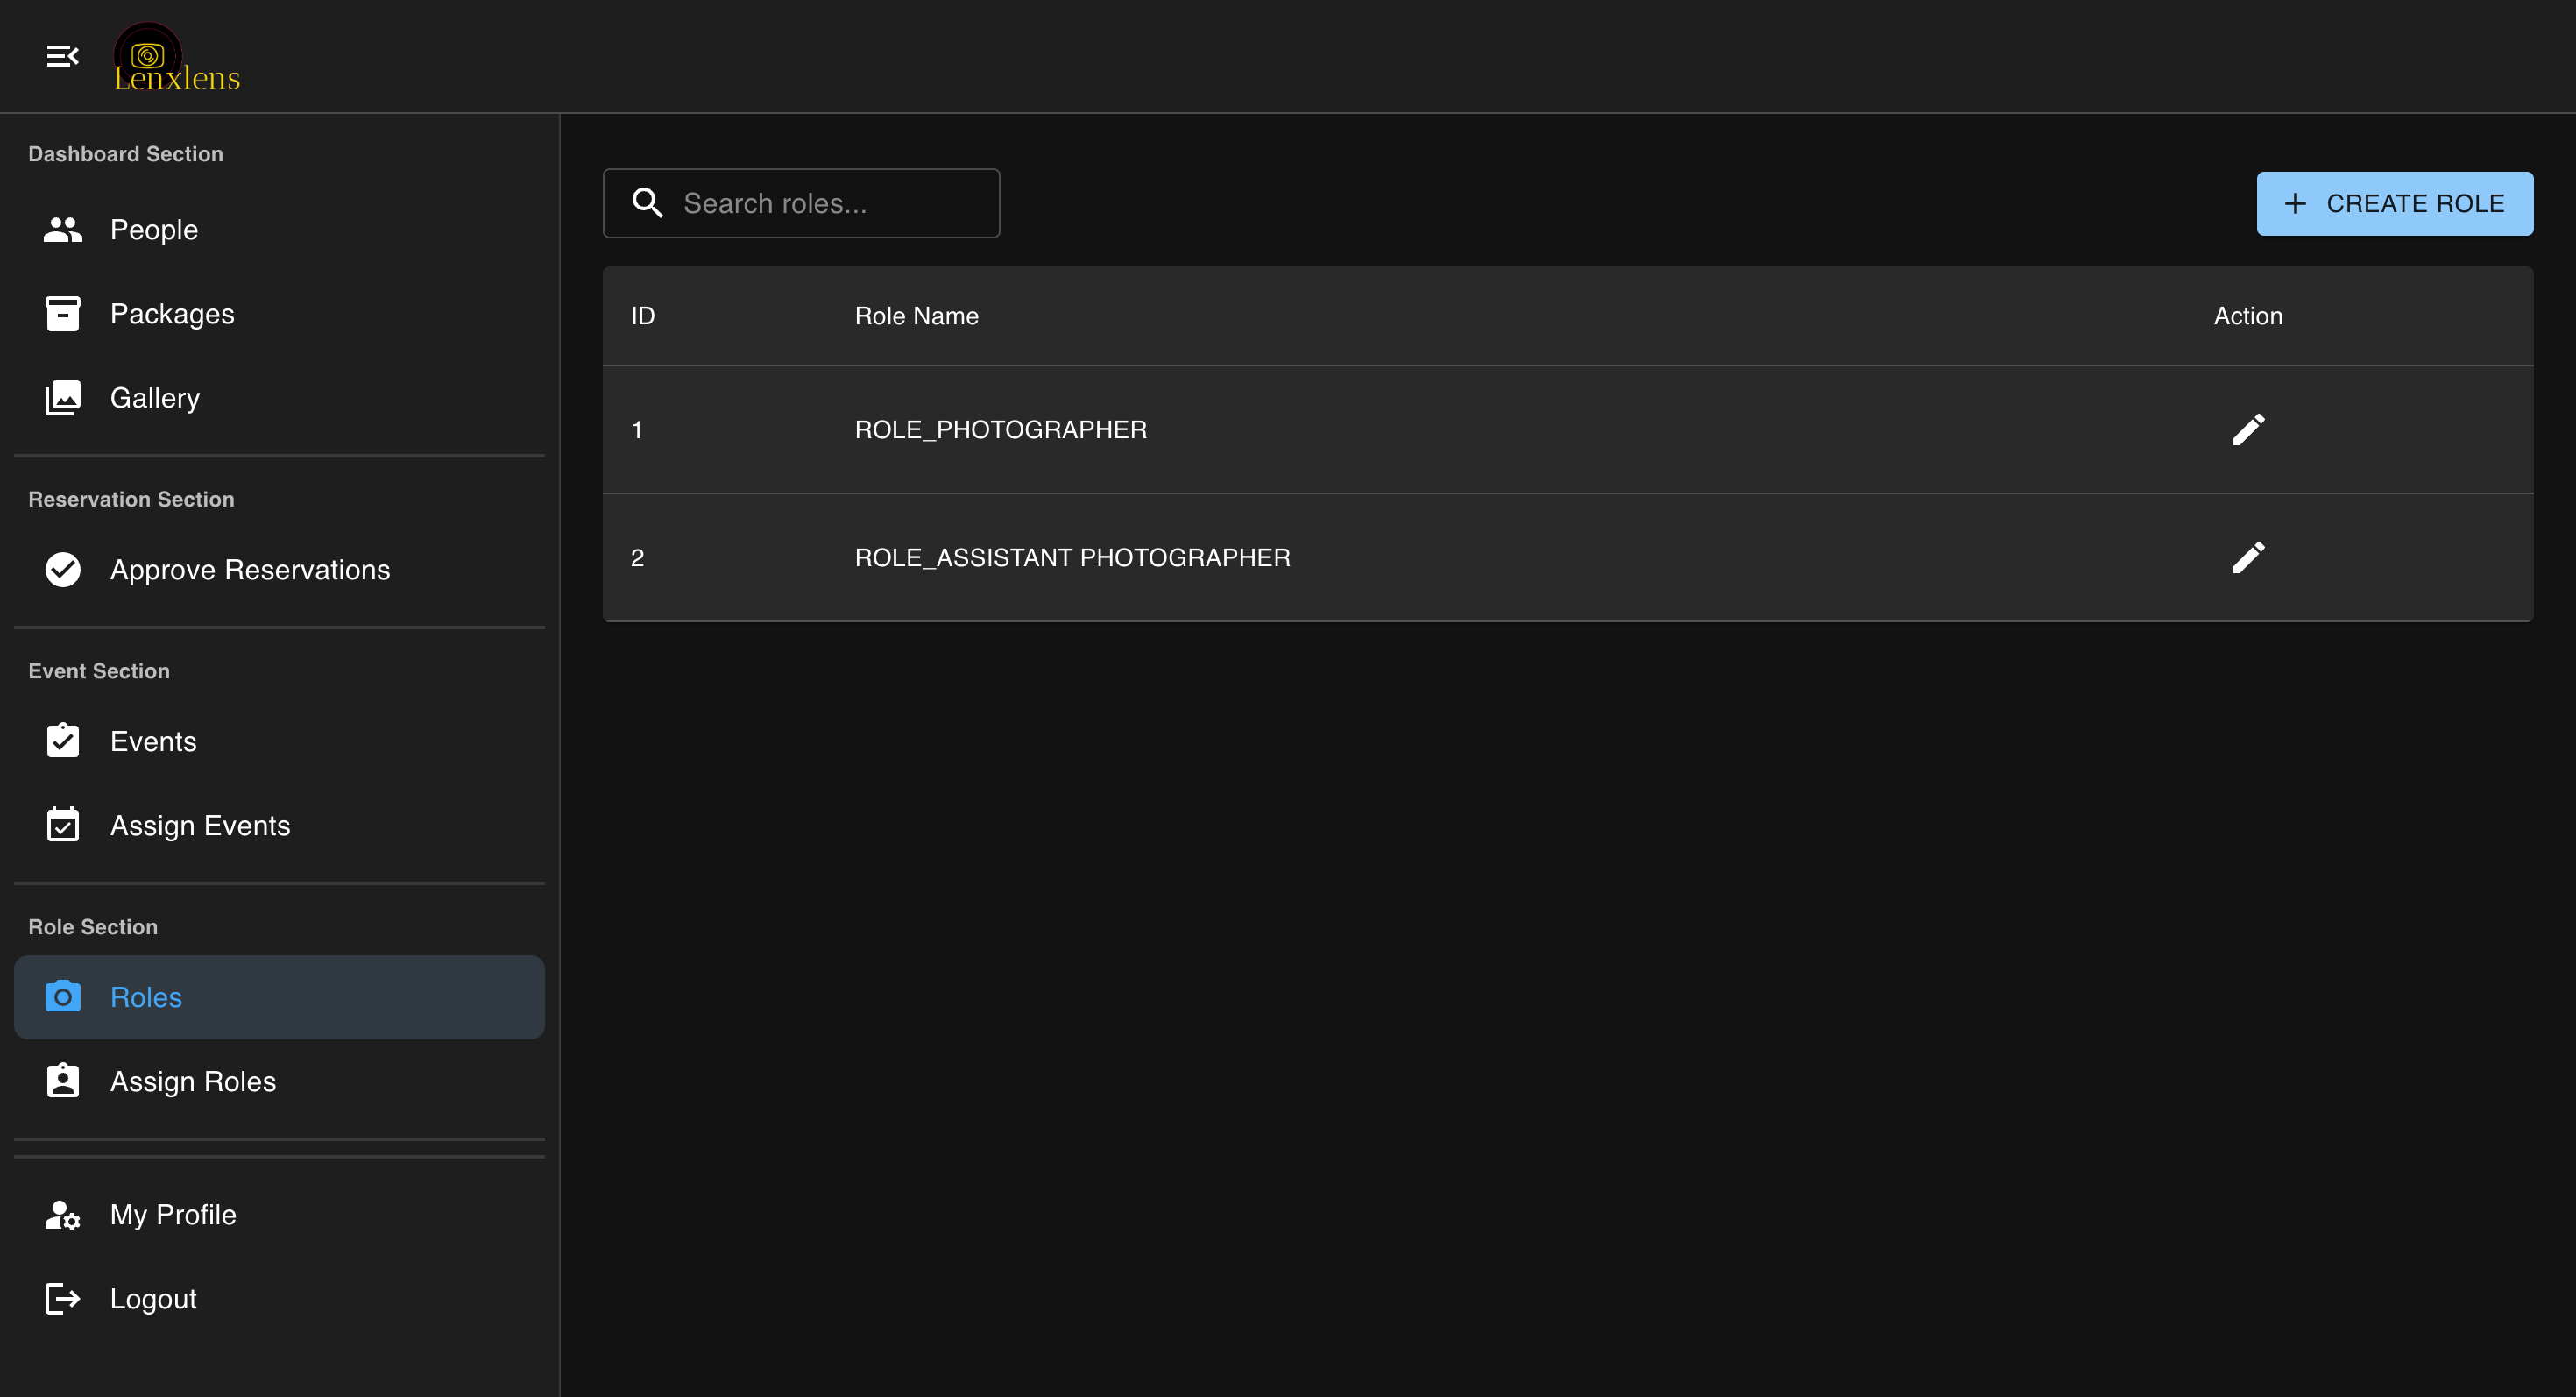 Lenxlens
Dashboard Section
People
Packages
Gallery
Reservation Section
Approve Reservations
Event Section
Events
Assign Events
Role Section
Roles
Assign Roles
My Profile
Logout
Search roles...
CREATE ROLE
ID Role Name Action
1 ROLE_PHOTOGRAPHER
2 ROLE_ASSISTANT PHOTOGRAPHER